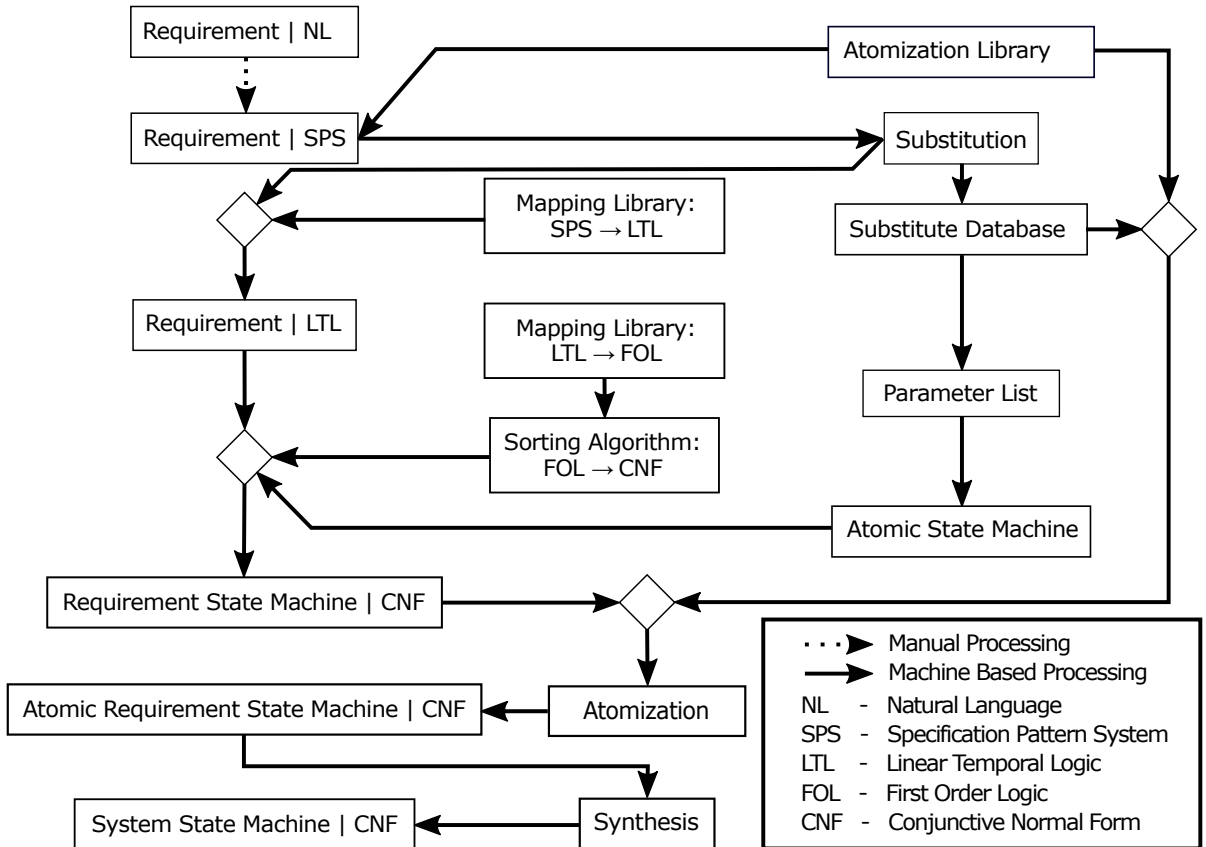 Requirement | NL
Atomization Library
Requirement | SPS
Substitution
Mapping Library:
SPS → LTL
Substitute Database
Requirement | LTL
Mapping Library:
LTL → FOL
Parameter List
Sorting Algorithm:
FOL → CNF
Atomic State Machine
Requirement State Machine | CNF
Atomic Requirement State Machine | CNF
Atomization
System State Machine | CNF
Synthesis
Manual Processing
Machine Based Processing
NL - Natural Language
SPS - Specification Pattern System
LTL - Linear Temporal Logic
FOL - First Order Logic
CNF - Conjunctive Normal Form